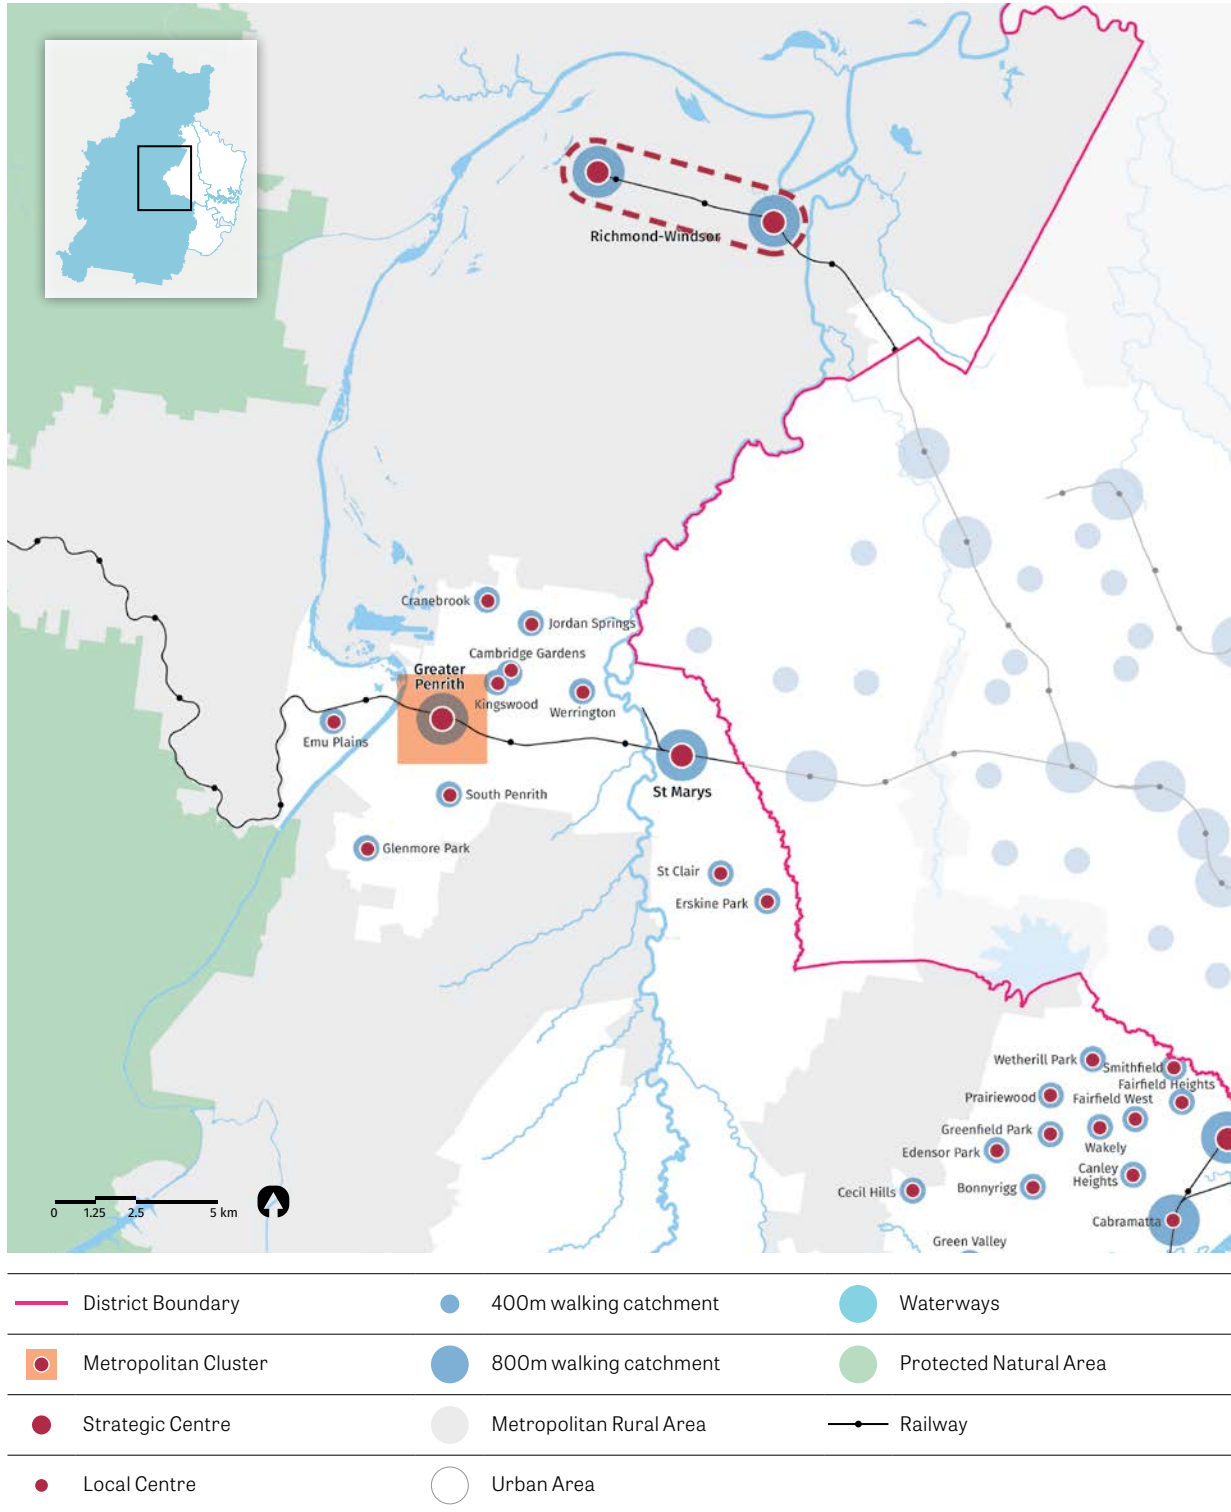 Richmond-Windsor
Cranebrook
Jordan Springs
Cambridge Gardens
Greater
Penrith
Kingswood
Werrington
Emu Plains
St Marys
South Penrith
Glenmore Park
St Clair
Erskine Park
Wetherill Park
Smithfield
Fairfield Heights
Prairiewood
Fairfield West
Greenfield Park
Wakely
Edensor Park
Canley
Heights
Cecil Hills
Bonnyrigg
Cabramatta
Green Valley
0 1.25 2.5 5 km
District Boundary
400m walking catchment
Waterways
Metropolitan Cluster
800m walking catchment
Protected Natural Area
Strategic Centre
Metropolitan Rural Area
Railway
Local Centre
Urban Area